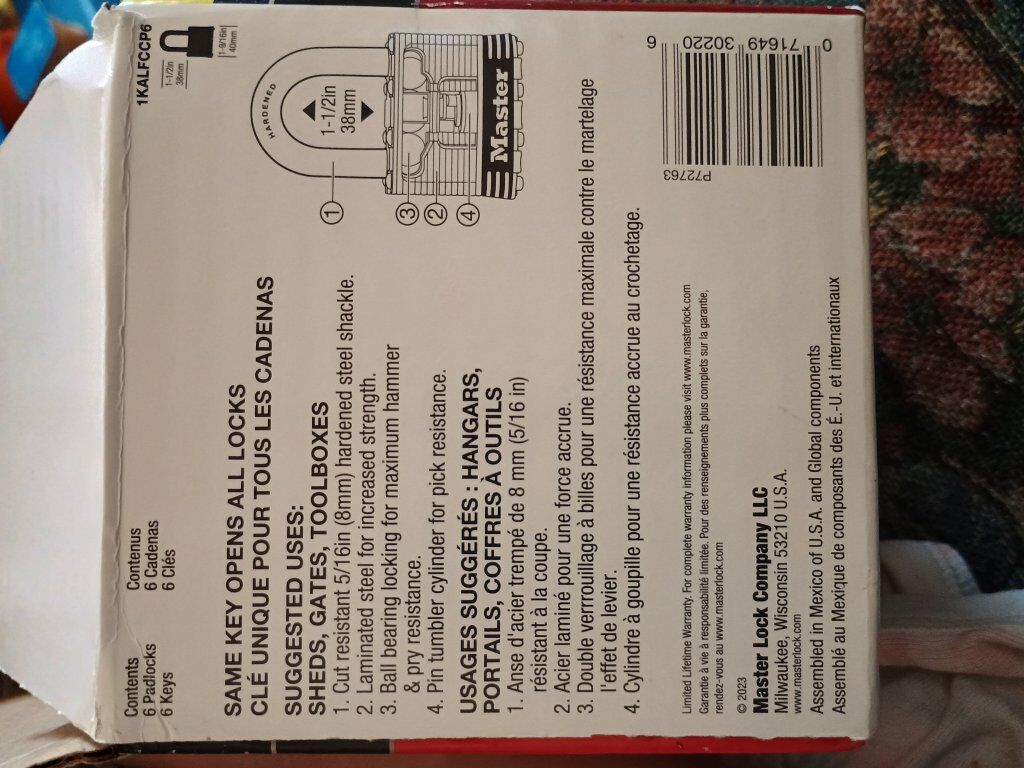 Contents
6 Padlocks
6 Keys
Contenus
6 Cadenas
6 Clés
1KALFCCP6
1-1/2in
38mm
1-9/16in
40mm
SAME KEY OPENS ALL LOCKS
CLÉ UNIQUE POUR TOUS LES CADENAS
SUGGESTED USES:
SHEDS, GATES, TOOLBOXES
1. Cut resistant 5/16in (8mm) hardened steel shackle.
2. Laminated steel for increased strength.
3. Ball bearing locking for maximum hammer
& pry resistance.
4. Pin tumbler cylinder for pick resistance.
USAGES SUGGÉRÉS : HANGARS,
PORTAILS, COFFRES À OUTILS
1. Anse d'acier trempé de 8 mm (5/16 in)
résistant à la coupe.
2. Acier laminé pour une force accrue.
3. Double verrrouillage à billes pour une résistance maximale contre le martelage
l'effet de levier.
4. Cylindre à goupille pour une résistance accrue au crochetage.
HARDENED
1-1/2in
38mm
1
3
2
4
Master
Limited Lifetime Warranty. For complete warranty information please visit www.masterlock.com
Garantie à vie à responsabilité limitée. Pour des renseignements plus complets sur la garantie,
rendez-vous au www.masterlock.com
© 2023
Master Lock Company LLC
Milwaukee, Wisconsin 53210 U.S.A.
www.masterlock.com
Assembled in Mexico of U.S.A. and Global components
Assemblé au Mexique de composants des É.-U. et internationaux
P72763
0 71649 30220 6